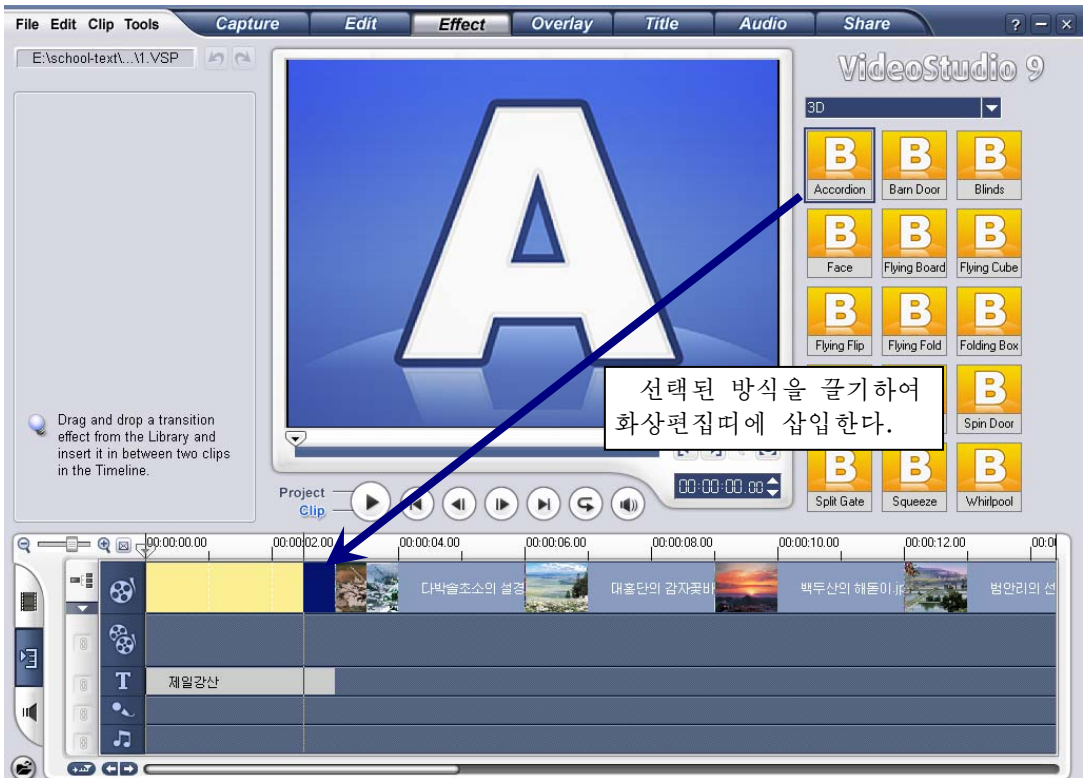 File Edit Clip Tools Capture Edit Effect Overlay Title Audio Share ? – ×
E:\school-text\...\1.VSP
VideoStudio 9
3D
A
B B B
Accordion Barn Door Blinds
B B B
Face Flying Board Flying Cube
B B B
Flying Flip Flying Fold Folding Box
선택된 방식을 끌기하여
화상편집띠에 삽입한다.
B
Spin Door
B B B
Split Gate Squeeze Whirlpool
Drag and drop a transition
effect from the Library and
insert it in between two clips
in the Timeline.
Project
Clip
00:00:00.00
00:00:00.00 00:00:02.00 00:00:04.00 00:00:06.00 00:00:08.00 00:00:10.00 00:00:12.00 00:0
다박솔초소의 설경 대홍단의 감자꽃바 백두산의 해돋이.jp 범안리의 선
T 제일강산